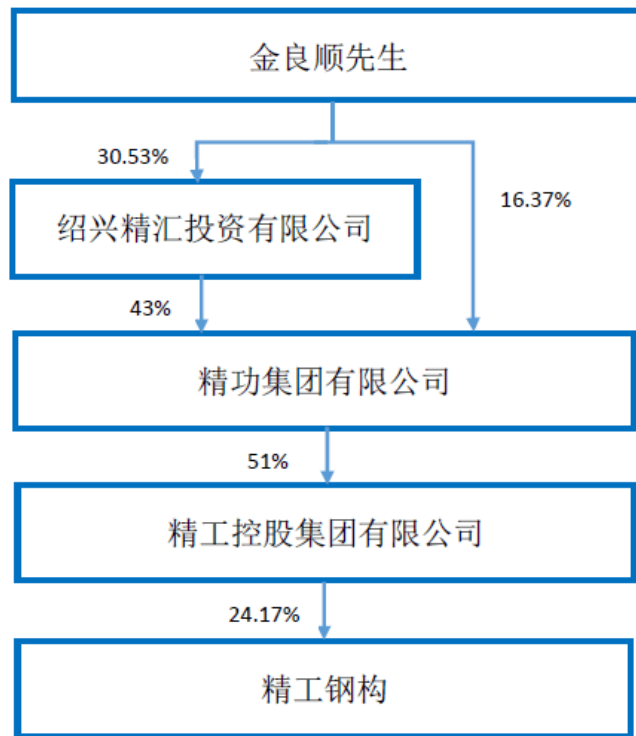 金良顺先生
30.53%
16.37%
绍兴精汇投资有限公司
43%
精功集团有限公司
51%
精工控股集团有限公司
24.17%
精工钢构